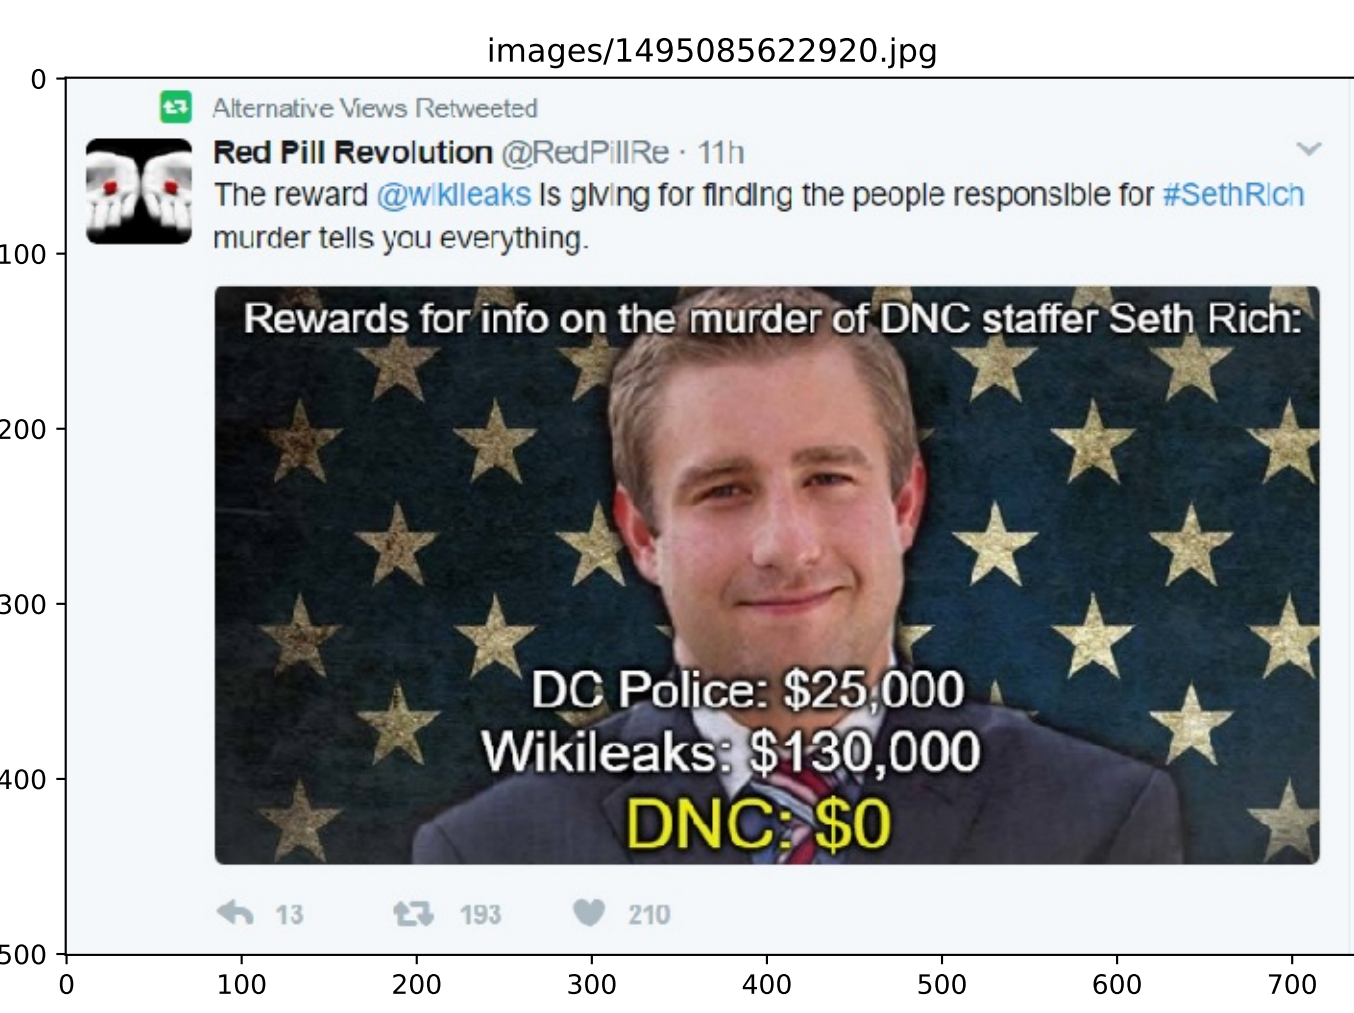 images/1495085622920.jpg
Alternative Views Retweeted
Red Pill Revolution @RedPillRe · 11h
The reward @wikileaks is giving for finding the people responsible for #SethRich
murder tells you everything.
Rewards for info on the murder of DNC staffer Seth Rich:
DC Police: $25,000
Wikileaks: $130,000
DNC: $0
13 193 210
0
100
200
300
400
500
0 100 200 300 400 500 600 700